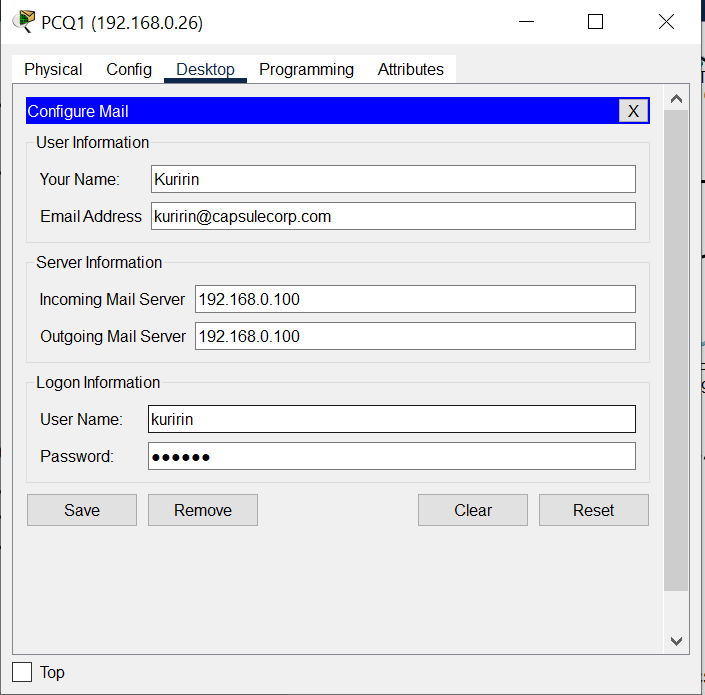 PCQ1 (192.168.0.26)
Physical Config Desktop Programming Attributes
Configure Mail X
User Information
Your Name: Kuririn
Email Address kuririn@capsulecorp.com
Server Information
Incoming Mail Server 192.168.0.100
Outgoing Mail Server 192.168.0.100
Logon Information
User Name: kuririn
Password: ●●●●●●
Save Remove Clear Reset
Top